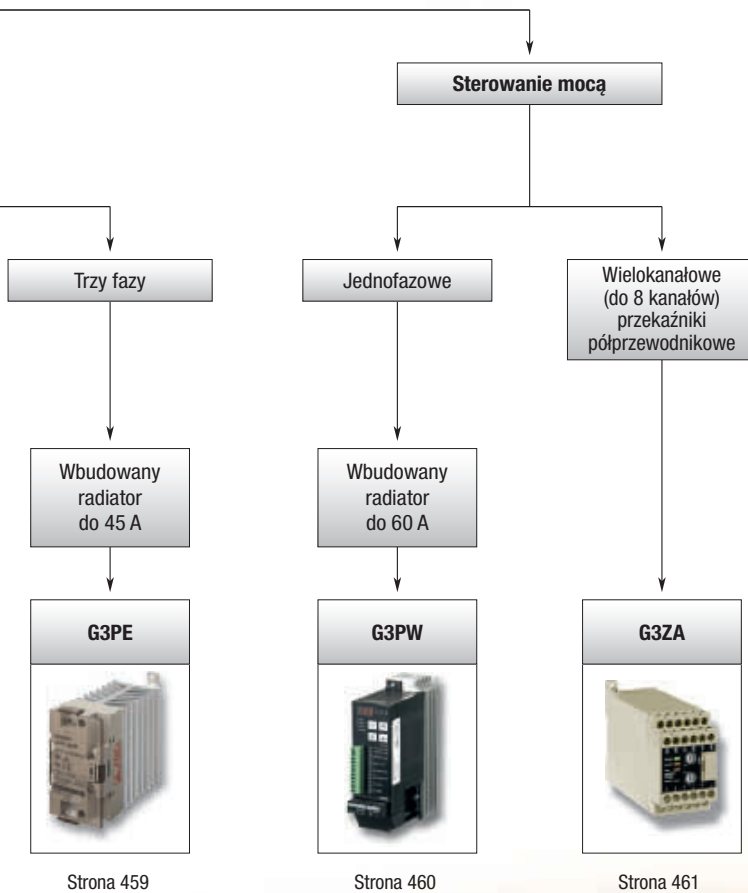 Sterowanie mocą
Trzy fazy
Jednofazowe
Wielokanałowe
(do 8 kanałów)
przekaźniki
półprzewodnikowe
Wbudowany
radiator
do 45 A
Wbudowany
radiator
do 60 A
G3PE
G3PW
G3ZA
Strona 459
Strona 460
Strona 461